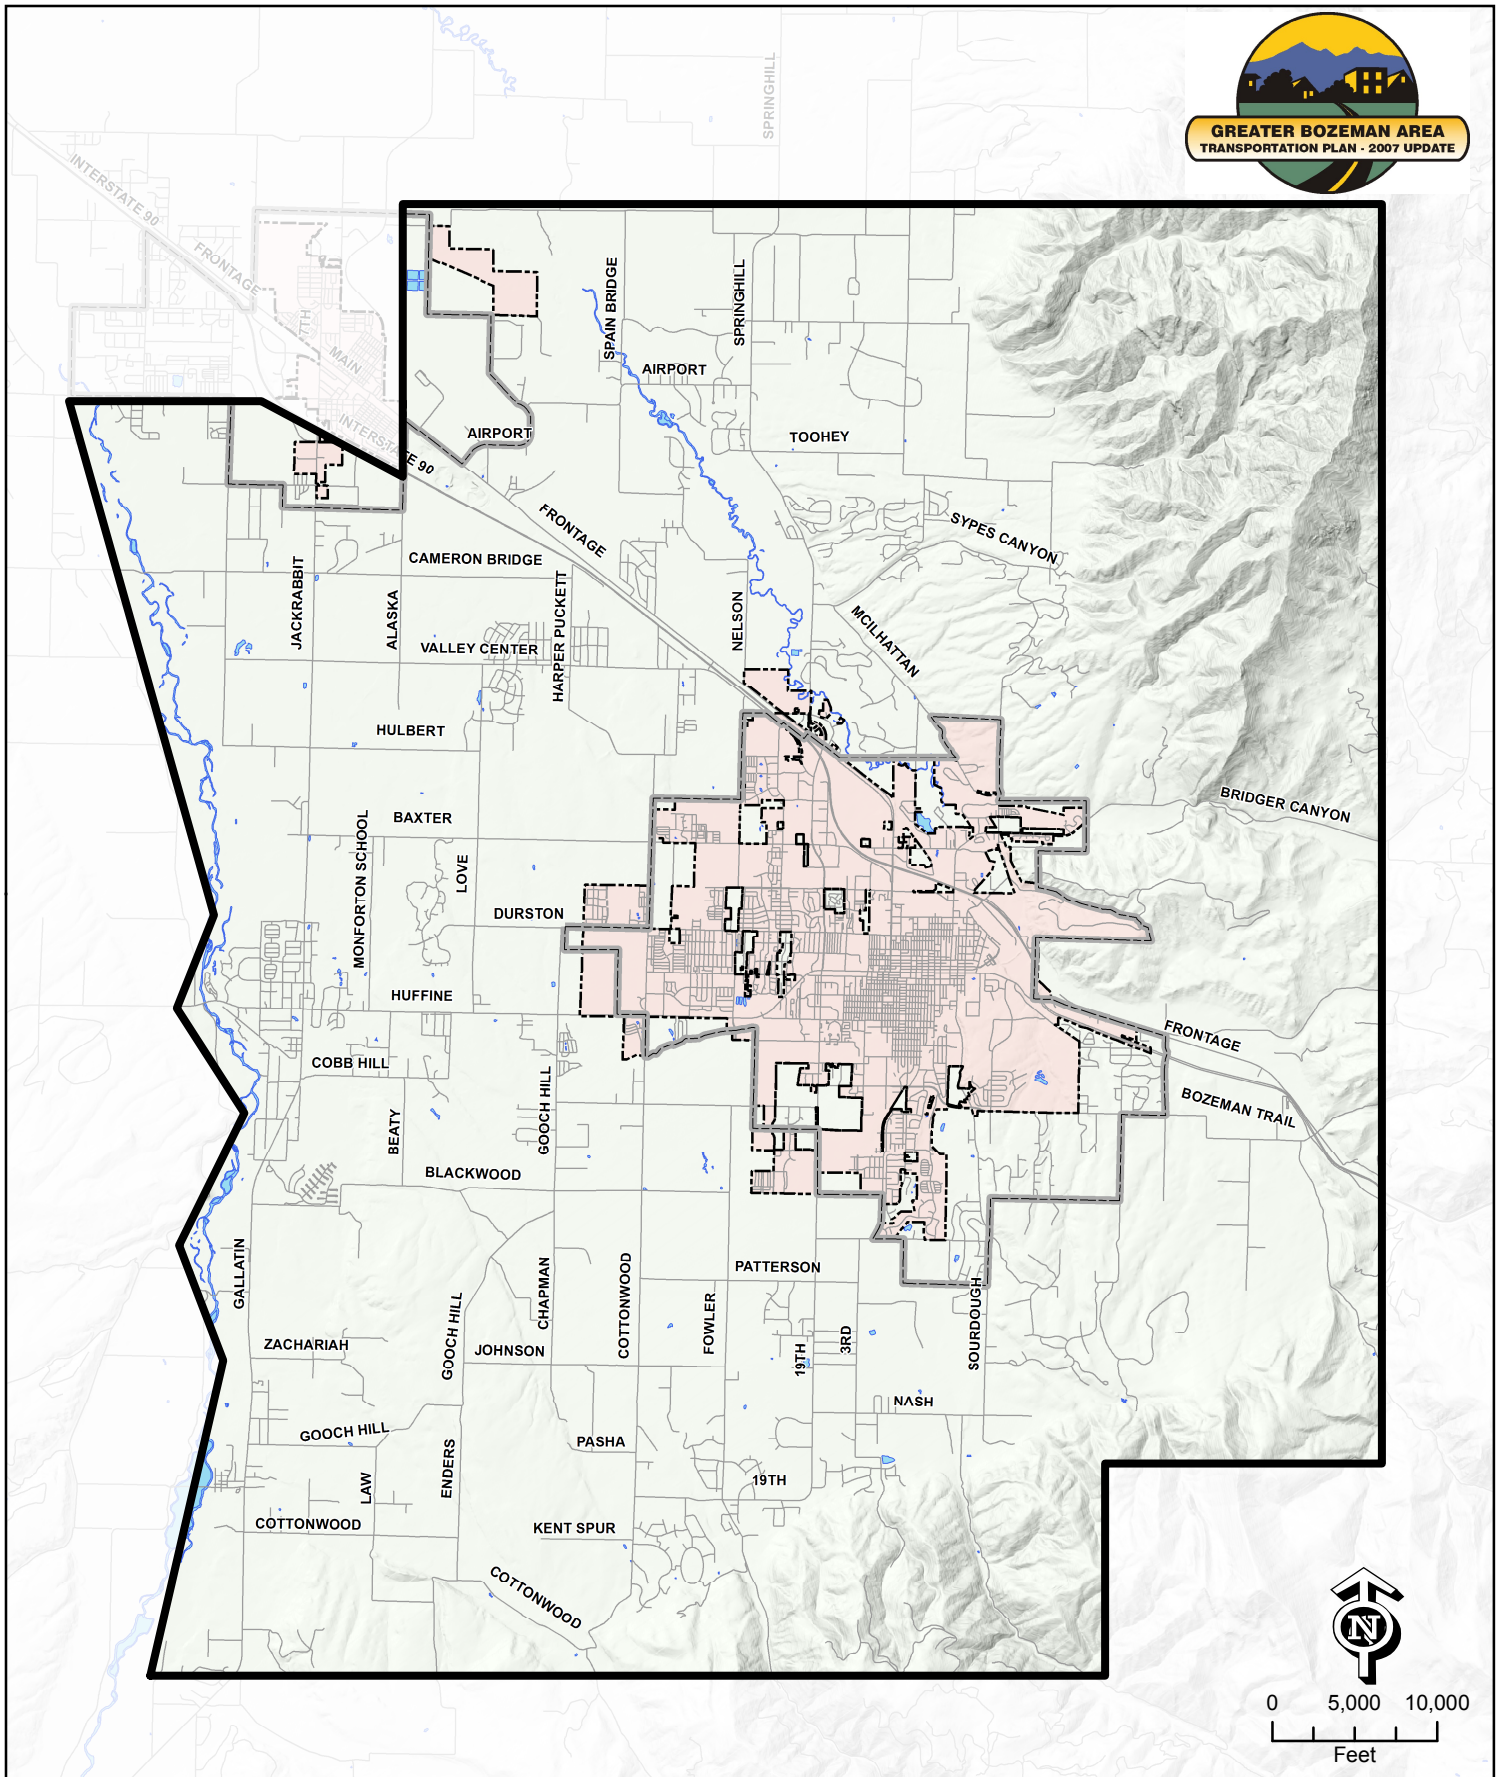 SPRINGHILL
GREATER BOZEMAN AREA
TRANSPORTATION PLAN - 2007 UPDATE
INTERSTATE 90
FRONTAGE
7TH
MAIN
INTERSTATE 90
SPAIN BRIDGE
SPRINGHILL
AIRPORT
AIRPORT
TOOHEY
FRONTAGE
SYPES CANYON
CAMERON BRIDGE
JACKRABBIT
ALASKA
HARPER PUCKETT
NELSON
MCILHATTAN
VALLEY CENTER
HULBERT
BRIDGER CANYON
BAXTER
MONFORTON SCHOOL
LOVE
DURSTON
HUFFINE
FRONTAGE
COBB HILL
GOOCH HILL
BOZEMAN TRAIL
BEATY
BLACKWOOD
GALLATIN
CHAPMAN
COTTONWOOD
PATTERSON
GOOCH HILL
FOWLER
SOURDOUGH
ZACHARIAH
JOHNSON
19TH
3RD
NASH
GOOCH HILL
PASHA
ENDERS
LAW
19TH
COTTONWOOD
KENT SPUR
COTTONWOOD
N
0 5,000 10,000
Feet